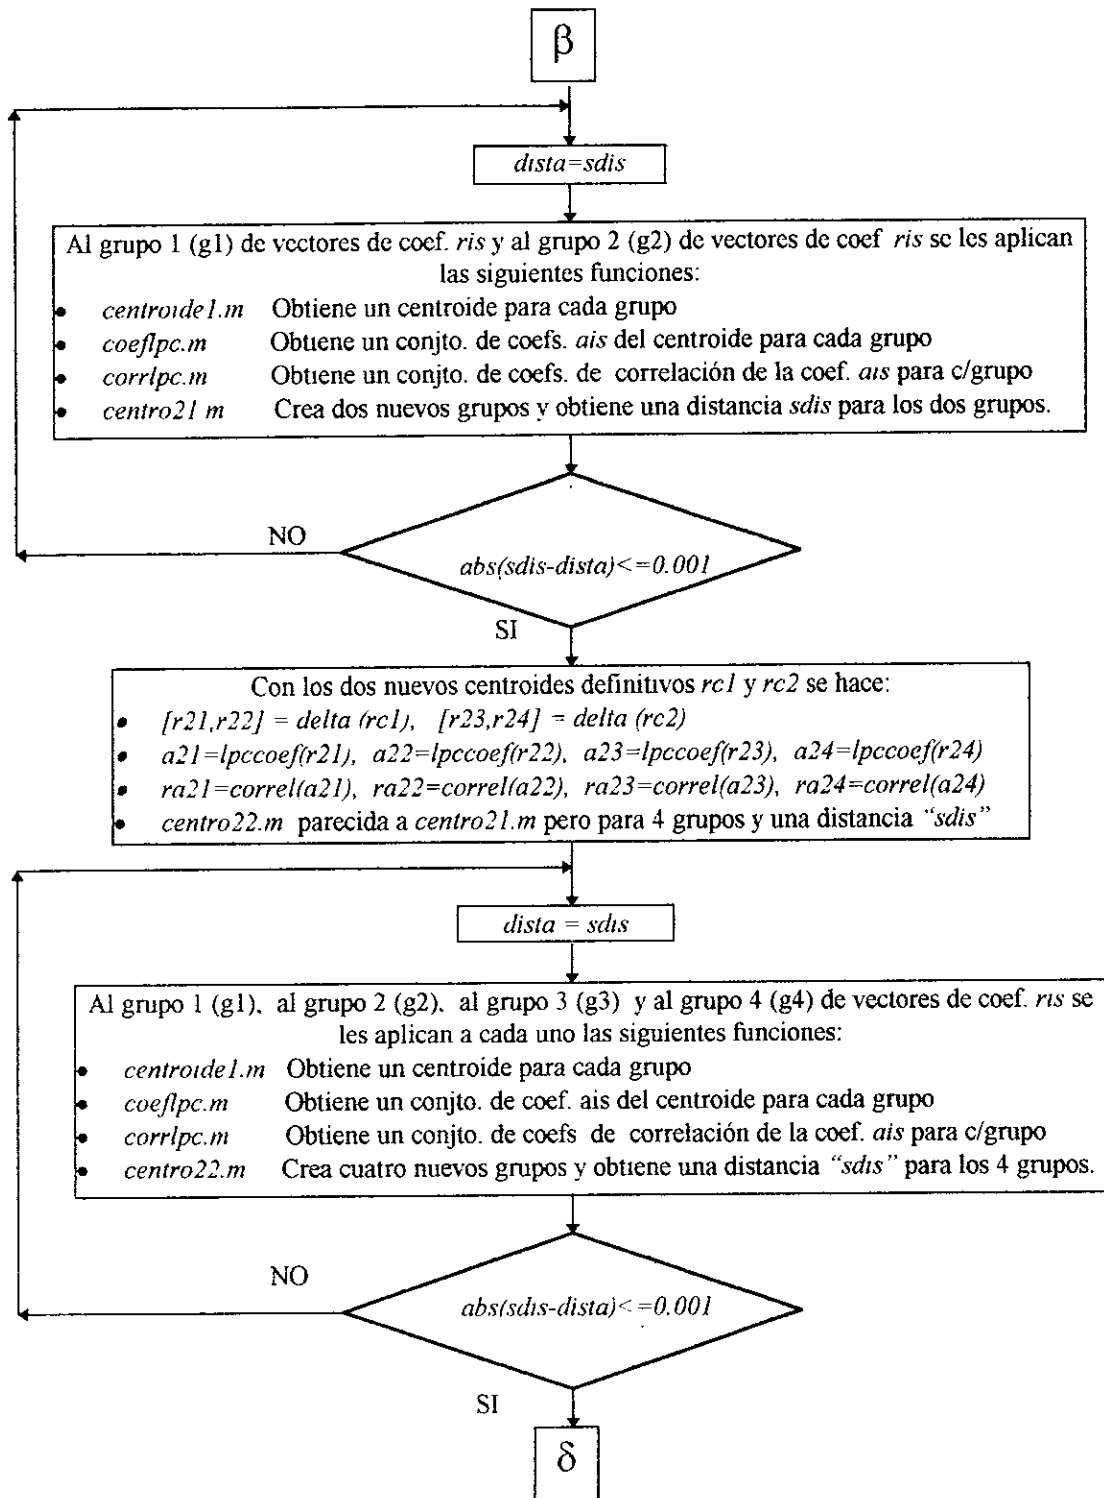 β
dista=sdis
Al grupo 1 (g1) de vectores de coef. ris y al grupo 2 (g2) de vectores de coef ris se les aplican
las siguientes funciones:
• centroide1.m Obtiene un centroide para cada grupo
• coeflpc.m Obtiene un conjto. de coefs. ais del centroide para cada grupo
• corrlpc.m Obtiene un conjto. de coefs. de correlación de la coef. ais para c/grupo
• centro21 m Crea dos nuevos grupos y obtiene una distancia sdis para los dos grupos.
NO
abs(sdis-dista)<=0.001
SI
Con los dos nuevos centroides definitivos rc1 y rc2 se hace:
• [r21,r22] = delta (rc1), [r23,r24] = delta (rc2)
• a21=lpccoef(r21), a22=lpccoef(r22), a23=lpccoef(r23), a24=lpccoef(r24)
• ra21=correl(a21), ra22=correl(a22), ra23=correl(a23), ra24=correl(a24)
• centro22.m parecida a centro21.m pero para 4 grupos y una distancia “sdis”
dista = sdis
Al grupo 1 (g1), al grupo 2 (g2), al grupo 3 (g3) y al grupo 4 (g4) de vectores de coef. ris se
les aplican a cada uno las siguientes funciones:
• centroide1.m Obtiene un centroide para cada grupo
• coeflpc.m Obtiene un conjto. de coef. ais del centroide para cada grupo
• corrlpc.m Obtiene un conjto. de coefs de correlación de la coef. ais para c/grupo
• centro22.m Crea cuatro nuevos grupos y obtiene una distancia “sdis” para los 4 grupos.
NO
abs(sdis-dista)<=0.001
SI
δ